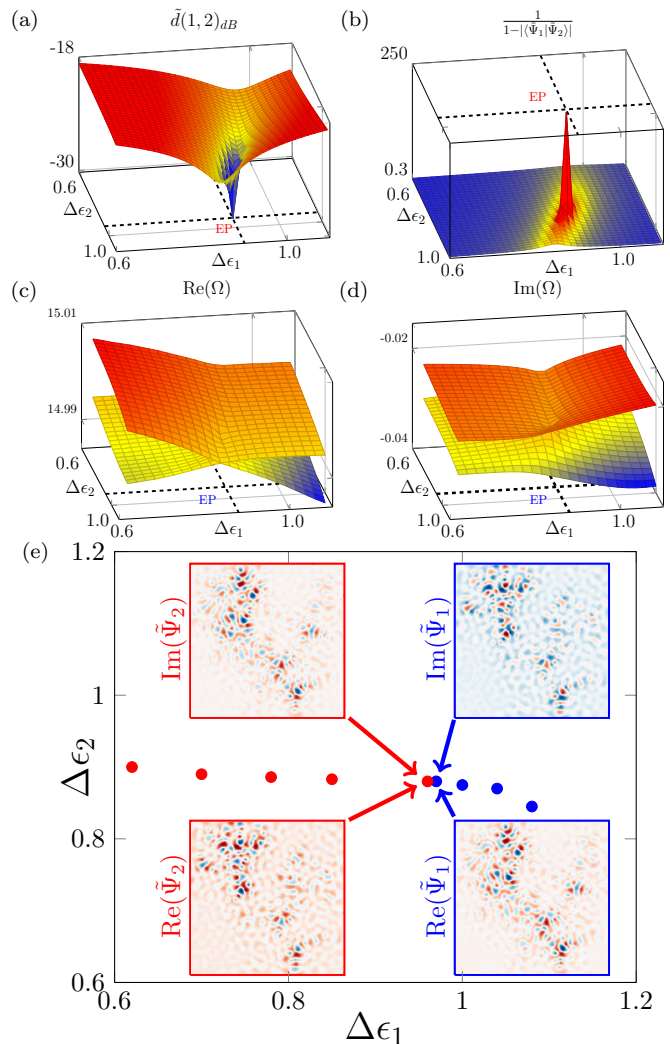 (a)
d̃(1, 2)dB
-18
-30
0.6
Δϵ2
1.0
0.6
Δϵ1
1.0
EP
(b)
1
1−|⟨Ψ̃1|Ψ̃2⟩|
250
0.3
0.6
Δϵ2
1.0
0.6
Δϵ1
1.0
EP
(c)
Re(Ω)
15.01
14.99
0.6
Δϵ2
1.0
0.6
Δϵ1
1.0
EP
(d)
Im(Ω)
-0.02
-0.04
0.6
Δϵ2
1.0
0.6
Δϵ1
1.0
EP
(e)
1.2
1
0.8
0.6
Δϵ2
Im(Ψ̃2)
Im(Ψ̃1)
Re(Ψ̃2)
Re(Ψ̃1)
0.6
0.8
1
1.2
Δϵ1